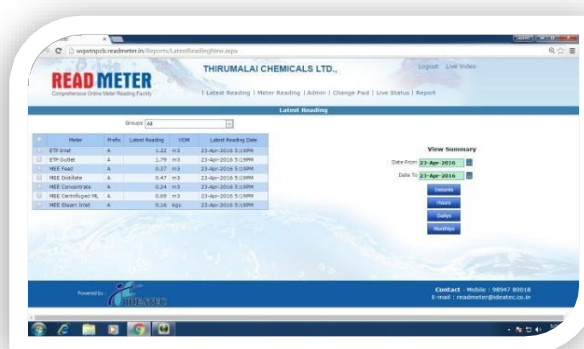 wqwtnpcb.readmeter.in/Reports/LatestReadingNew.aspx
READ METER
Comprehensive Online Meter Reading Facility
THIRUMALAI CHEMICALS LTD.,
Logout Live Video
| Latest Reading | Meter Reading | Admin | Change Pwd | Live Status | Report
Latest Reading
Groups All
Meter Prefix Latest Reading UOM Latest Reading Date
ETP Inlet A 1.22 m3 23-Apr-2016 5:19PM
ETP Outlet A 1.79 m3 23-Apr-2016 5:19PM
MEE Feed A 0.37 m3 23-Apr-2016 5:19PM
MEE Distillate A 0.47 m3 23-Apr-2016 5:19PM
MEE Concentrate A 0.24 m3 23-Apr-2016 5:19PM
MEE Centrifuged ML A 0.69 m3 23-Apr-2016 5:19PM
MEE Steam Inlet A 0.16 Kgs 23-Apr-2016 5:19PM
View Summary
Date From 23-Apr-2016
Date To 23-Apr-2016
Instants
Hours
Dailys
Monthlys
Powered by : IDEATEC
Contact - Mobile : 98947 80018
E-mail : readmeter@ideatec.co.in